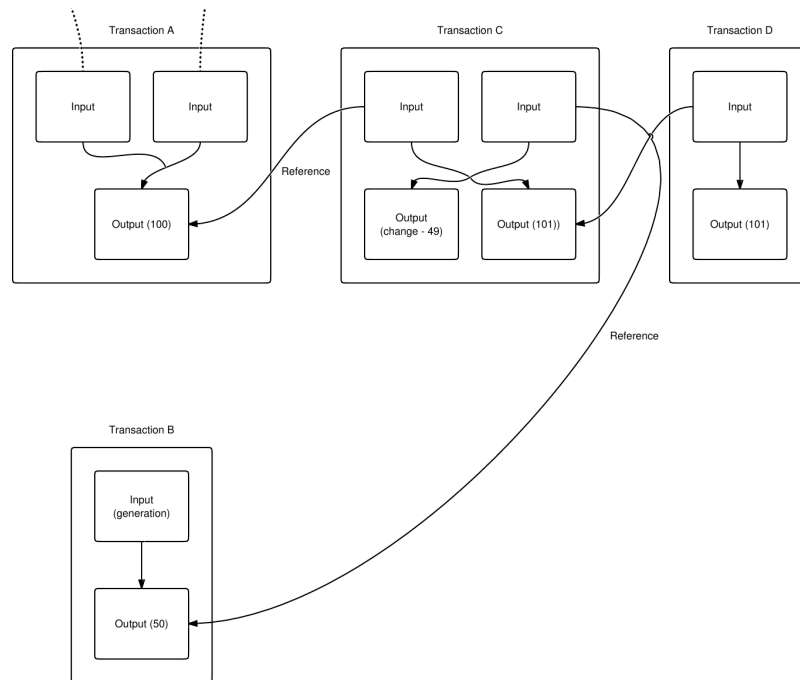 Transaction A
Transaction C
Transaction D
Input
Input
Input
Input
Input
Reference
Output (100)
Output
(change - 49)
Output (101))
Output (101)
Reference
Transaction B
Input
(generation)
Output (50)